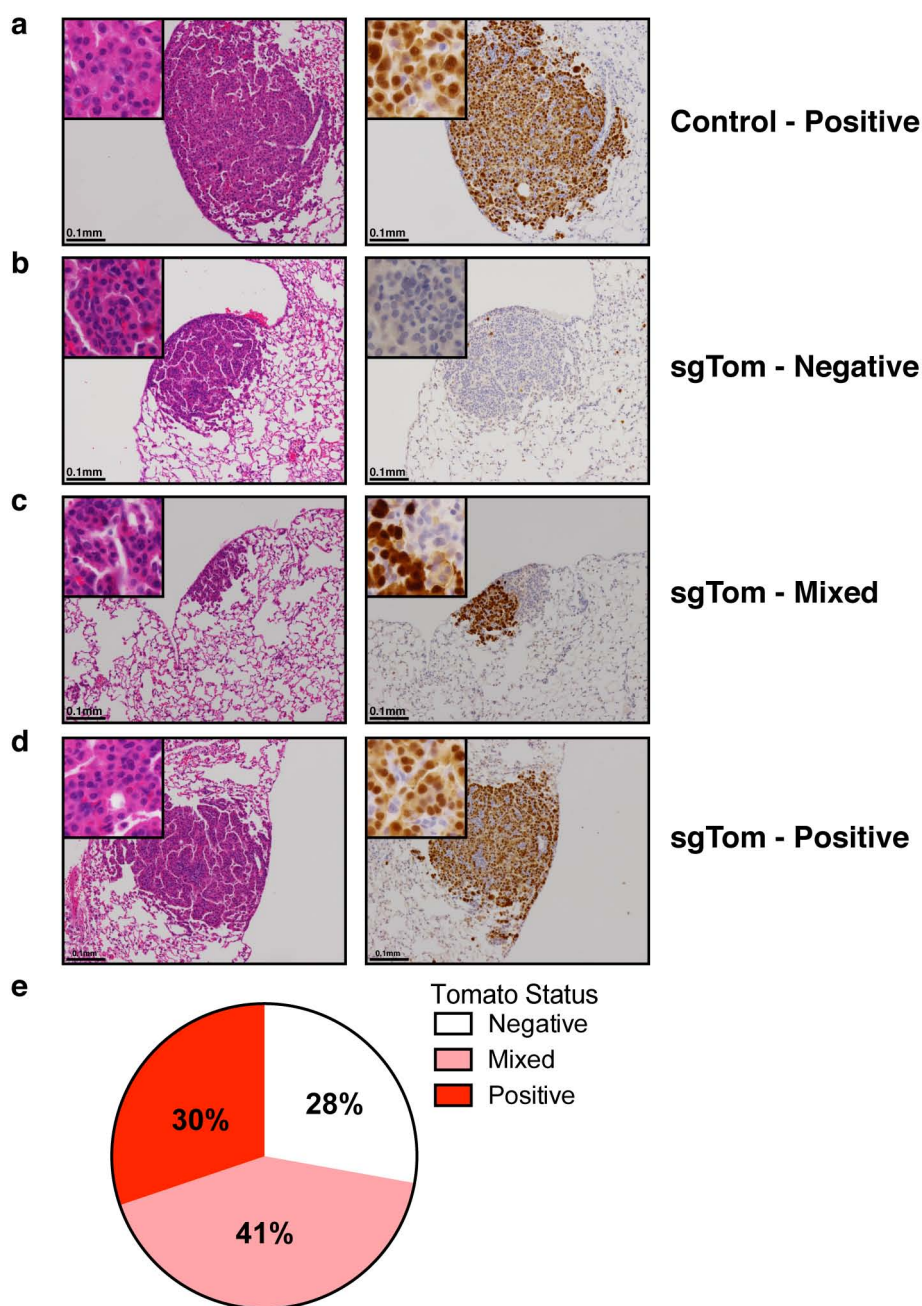 a
0.1mm
0.1mm
Control - Positive
b
0.1mm
0.1mm
sgTom - Negative
c
0.1mm
0.1mm
sgTom - Mixed
d
0.1mm
0.1mm
sgTom - Positive
e
Tomato Status
Negative
Mixed
Positive
30%
28%
41%